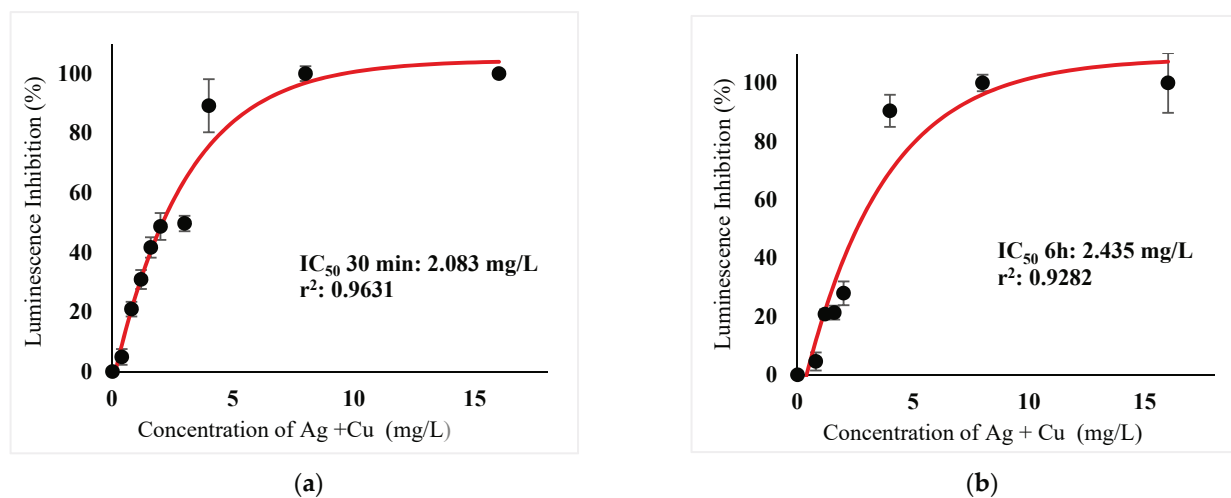 100
80
60
40
20
0
Luminescence Inhibition (%)
IC₅₀ 30 min: 2.083 mg/L
r²: 0.9631
0 5 10 15
Concentration of Ag +Cu (mg/L)
(a)
100
80
60
40
20
0
Luminescence Inhibition (%)
IC₅₀ 6h: 2.435 mg/L
r²: 0.9282
0 5 10 15
Concentration of Ag + Cu (mg/L)
(b)